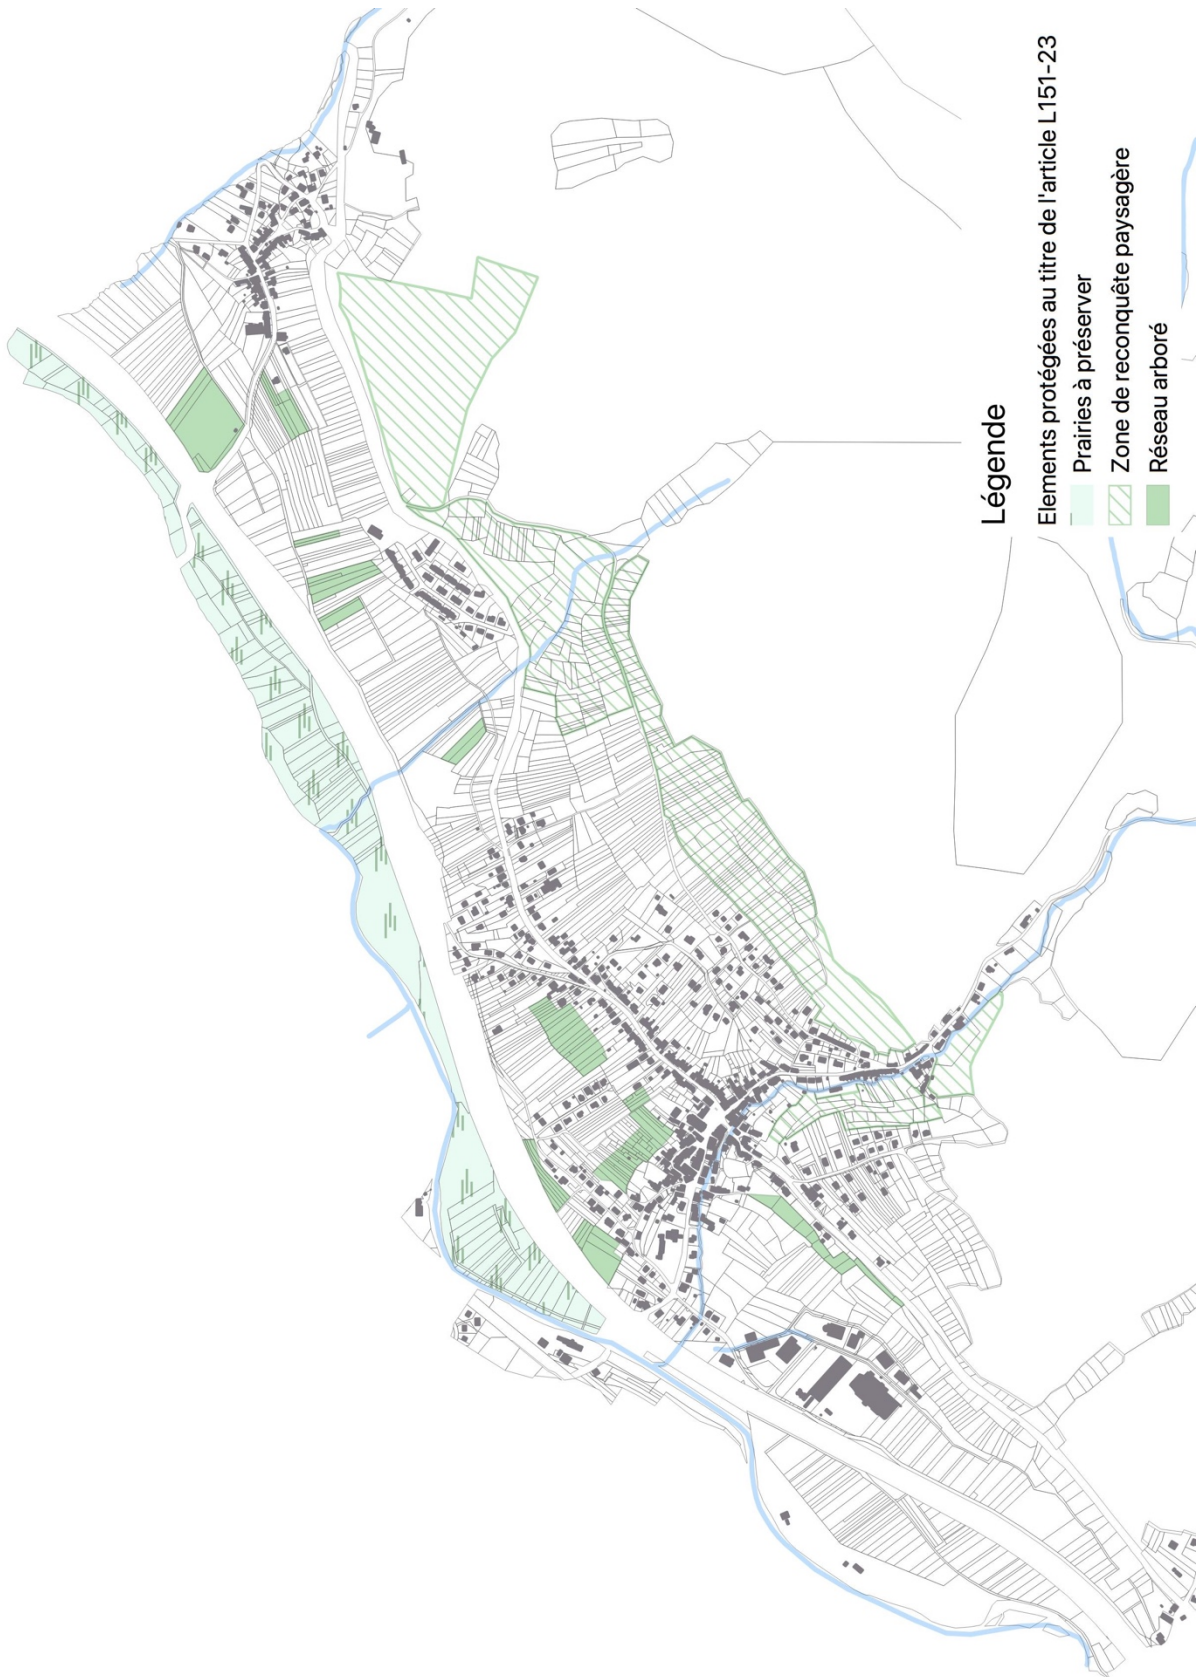 Légende
Elements protégées au titre de l'article L151-23
Prairies à préserver
Zone de reconquête paysagère
Réseau arboré